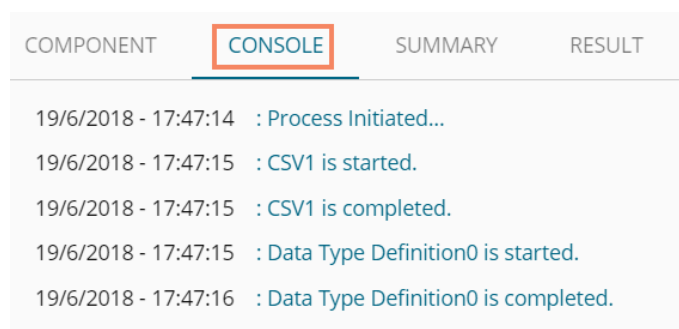 COMPONENT CONSOLE SUMMARY RESULT
19/6/2018 - 17:47:14 : Process Initiated...
19/6/2018 - 17:47:15 : CSV1 is started.
19/6/2018 - 17:47:15 : CSV1 is completed.
19/6/2018 - 17:47:15 : Data Type Definition0 is started.
19/6/2018 - 17:47:16 : Data Type Definition0 is completed.